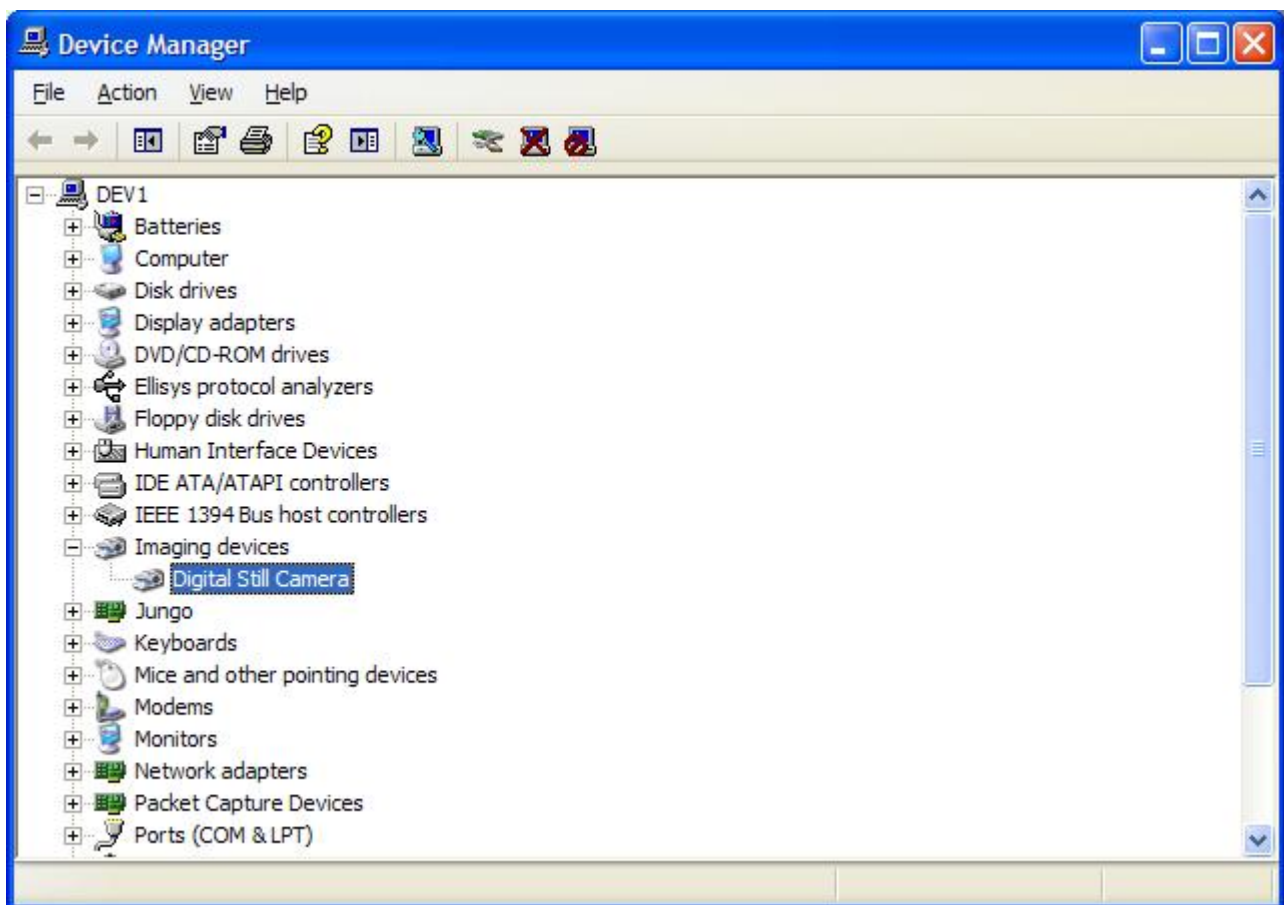 Device Manager
File Action View Help
DEV1
Batteries
Computer
Disk drives
Display adapters
DVD/CD-ROM drives
Ellisys protocol analyzers
Floppy disk drives
Human Interface Devices
IDE ATA/ATAPI controllers
IEEE 1394 Bus host controllers
Imaging devices
Digital Still Camera
Jungo
Keyboards
Mice and other pointing devices
Modems
Monitors
Network adapters
Packet Capture Devices
Ports (COM & LPT)